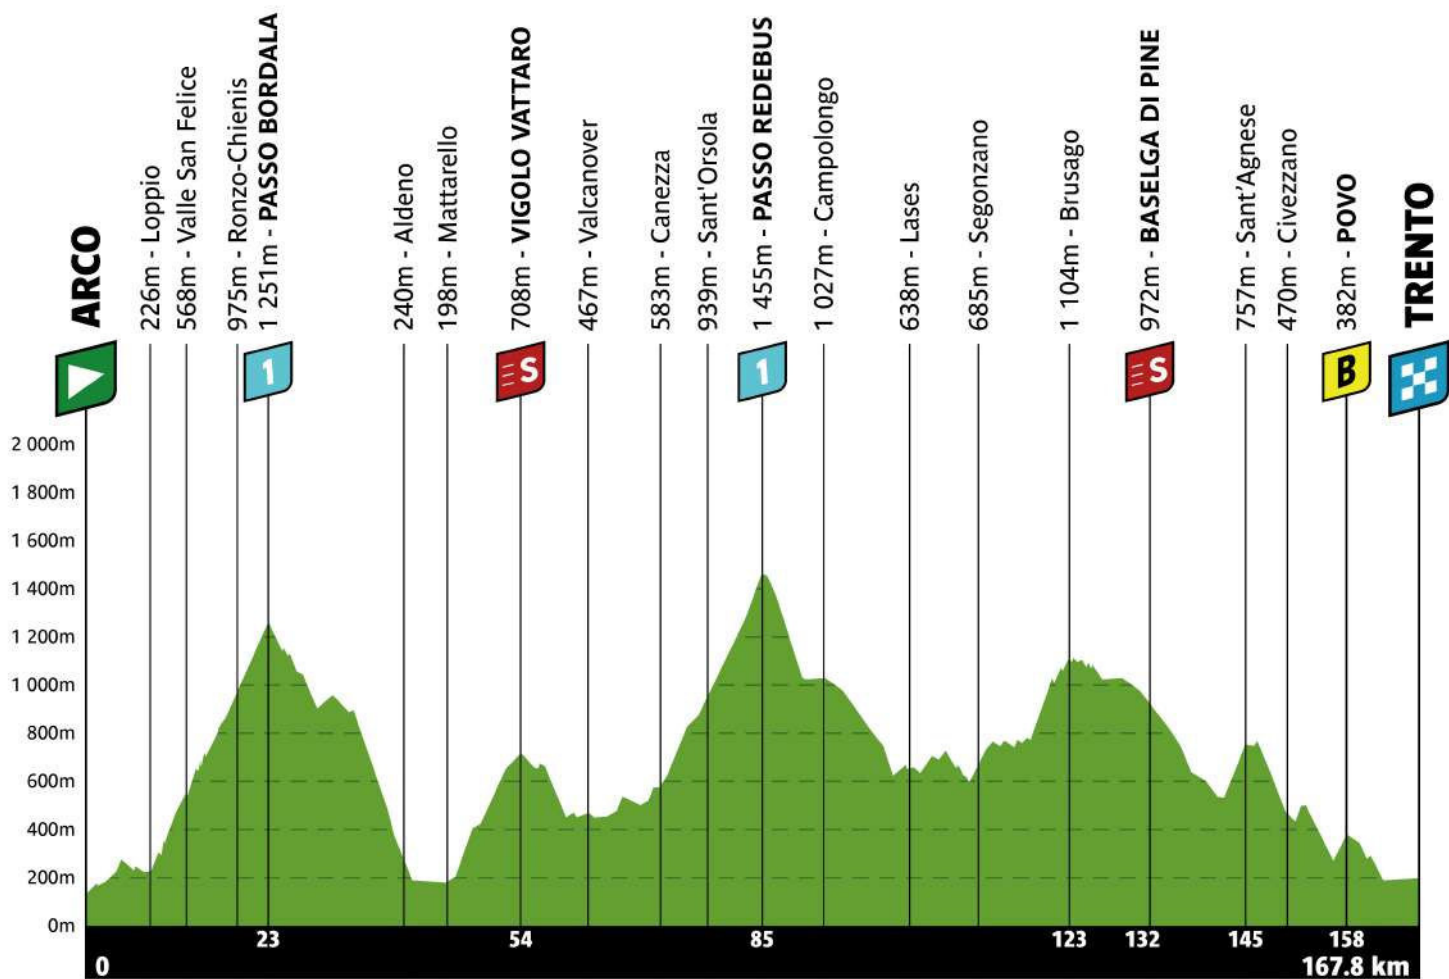 ARCO
226m - Loppio
568m - Valle San Felice
975m - Ronzo-Chienis
1 251m - PASSO BORDALA
240m - Aldeno
198m - Mattarello
708m - VIGOLO VATTARO
467m - Valcanover
583m - Canezza
939m - Sant'Orsola
1 455m - PASSO REDEBUS
1 027m - Campolongo
638m - Lases
685m - Segonzano
1 104m - Brusago
972m - BASELGA DI PINE
757m - Sant'Agnese
470m - Civezzano
382m - POVO
TRENTO
1
S
1
S
B
2 000m
1 800m
1 600m
1 400m
1 200m
1 000m
800m
600m
400m
200m
0m
23
54
85
123
132
145
158
0
167.8 km